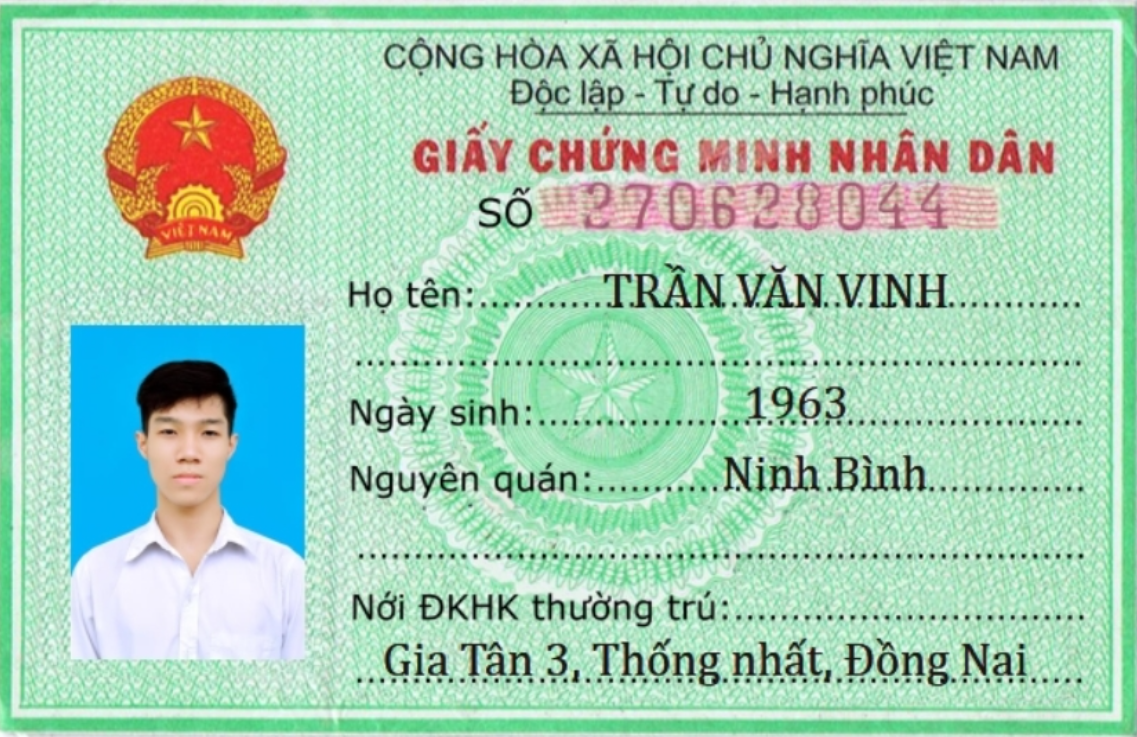 CỘNG HÒA XÃ HỘI CHỦ NGHĨA VIỆT NAM
Độc lập - Tự do - Hạnh phúc
GIẤY CHỨNG MINH NHÂN DÂN
SỐ 270628044
VIỆT NAM
Họ tên: TRẦN VĂN VINH
Ngày sinh: 1963
Nguyên quán: Ninh Bình
Nới ĐKHK thường trú:
Gia Tân 3, Thống nhất, Đồng Nai